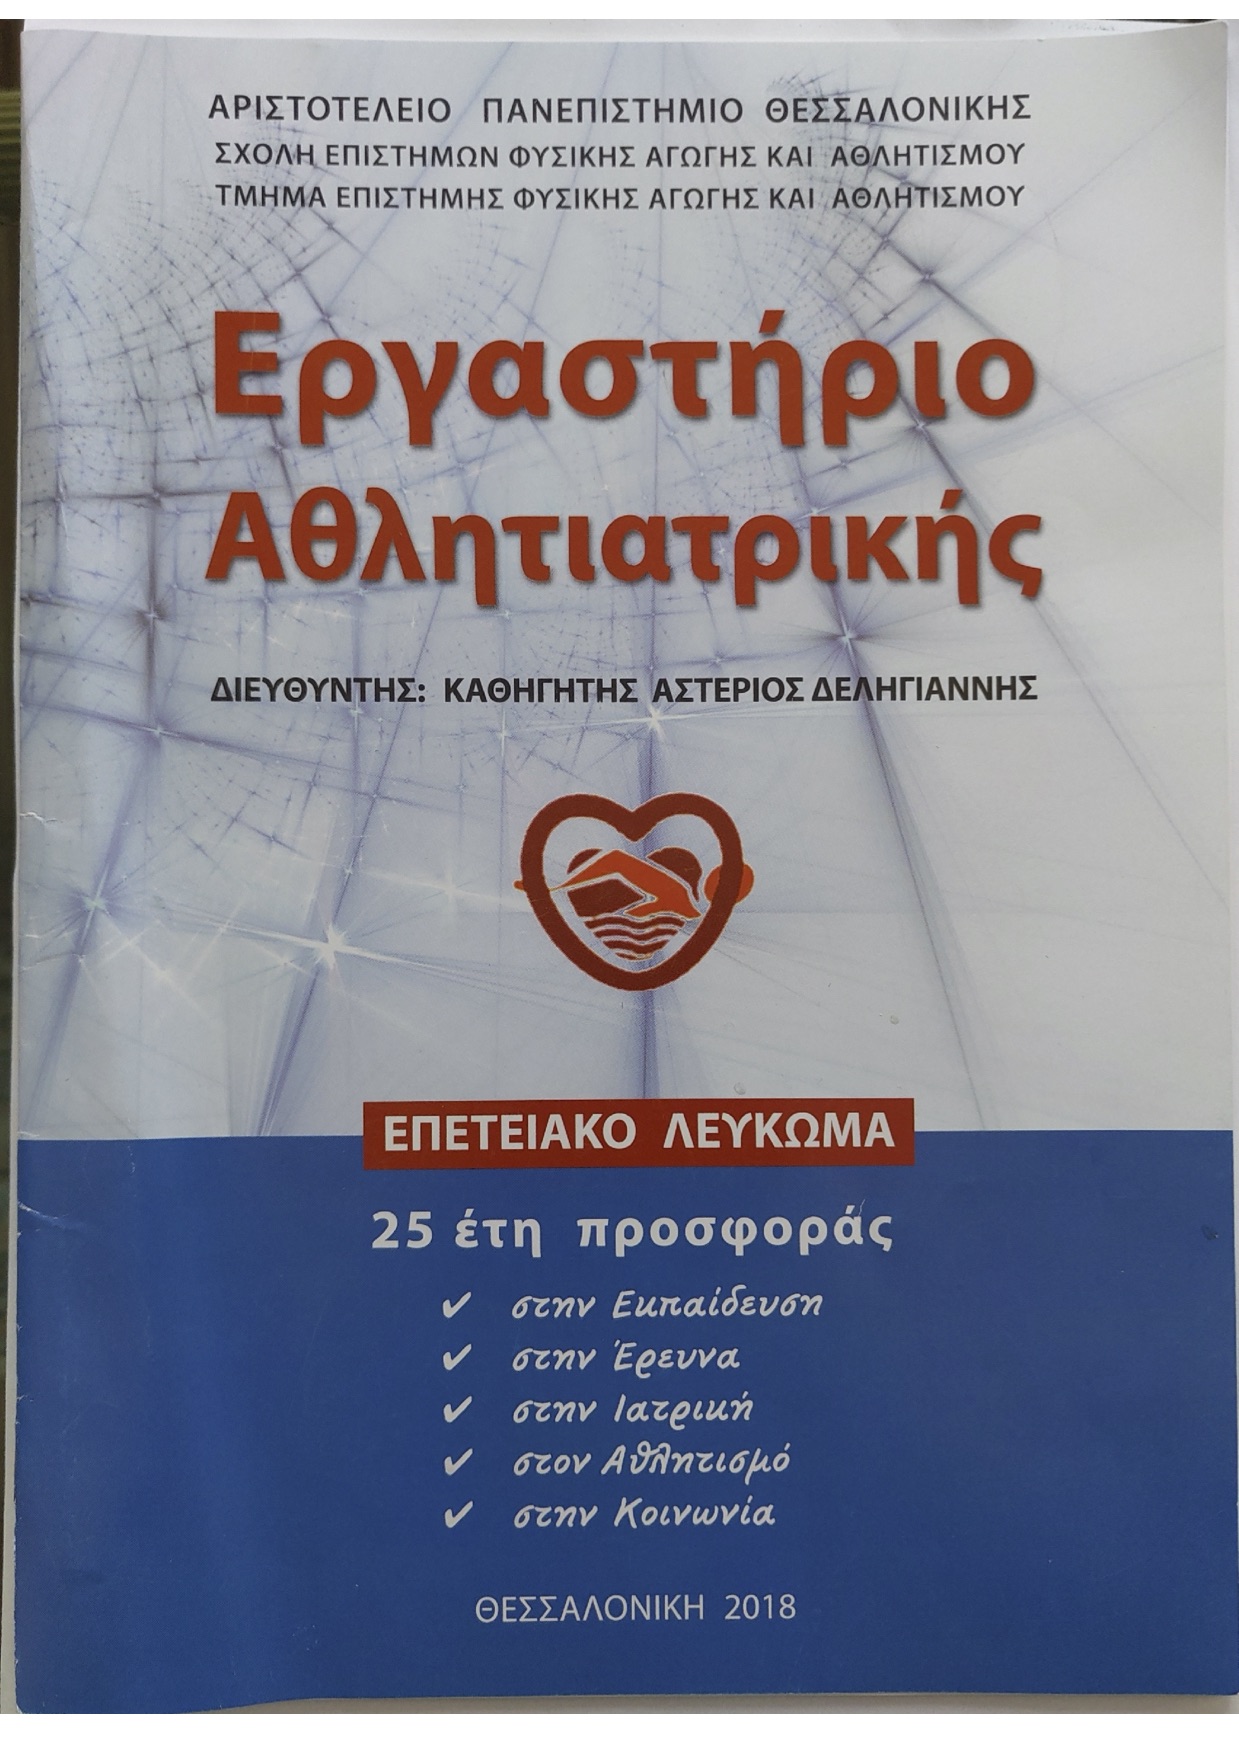 ΑΡΙΣΤΟΤΕΛΕΙΟ ΠΑΝΕΠΙΣΤΗΜΙΟ ΘΕΣΣΑΛΟΝΙΚΗΣ
ΣΧΟΛΗ ΕΠΙΣΤΗΜΩΝ ΦΥΣΙΚΗΣ ΑΓΩΓΗΣ ΚΑΙ ΑΘΛΗΤΙΣΜΟΥ
ΤΜΗΜΑ ΕΠΙΣΤΗΜΗΣ ΦΥΣΙΚΗΣ ΑΓΩΓΗΣ ΚΑΙ ΑΘΛΗΤΙΣΜΟΥ
Εργαστήριο
Αθλητιατρικής
ΔΙΕΥΘΥΝΤΗΣ: ΚΑΘΗΓΗΤΗΣ ΑΣΤΕΡΙΟΣ ΔΕΛΗΓΙΑΝΝΗΣ
ΕΠΕΤΕΙΑΚΟ ΛΕΥΚΩΜΑ
25 έτη προσφοράς
✔ στην Εκπαίδευση
✔ στην Έρευνα
✔ στην Ιατρική
✔ στον Αθλητισμό
✔ στην Κοινωνία
ΘΕΣΣΑΛΟΝΙΚΗ 2018